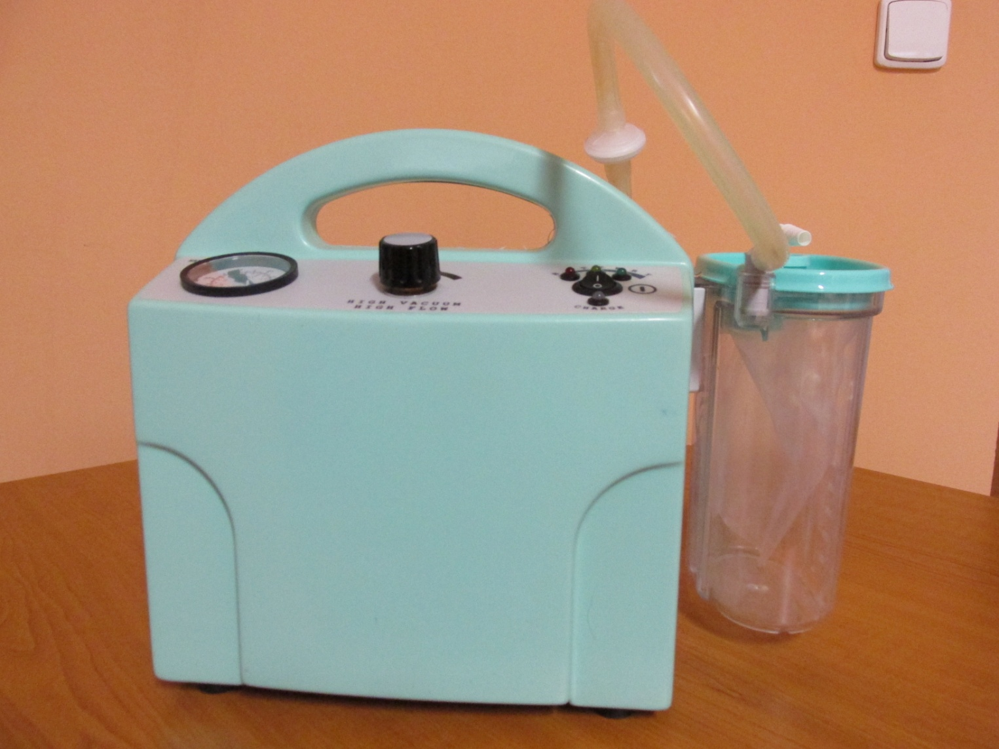 HIGH VACUUM
HIGH FLOW
I
O
CHARGE